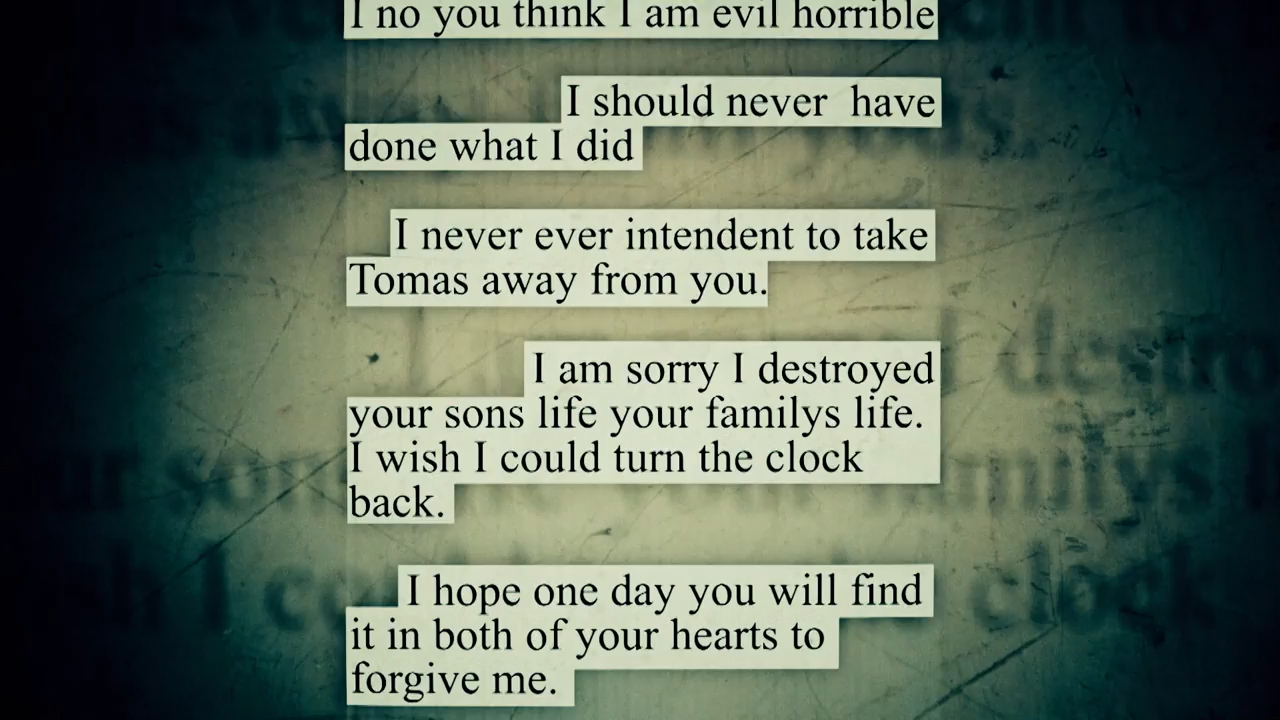 I no you think I am evil horrible
I should never have
done what I did
I never ever intendent to take
Tomas away from you.
I am sorry I destroyed
your sons life your familys life.
I wish I could turn the clock
back.
I hope one day you will find
it in both of your hearts to
forgive me.